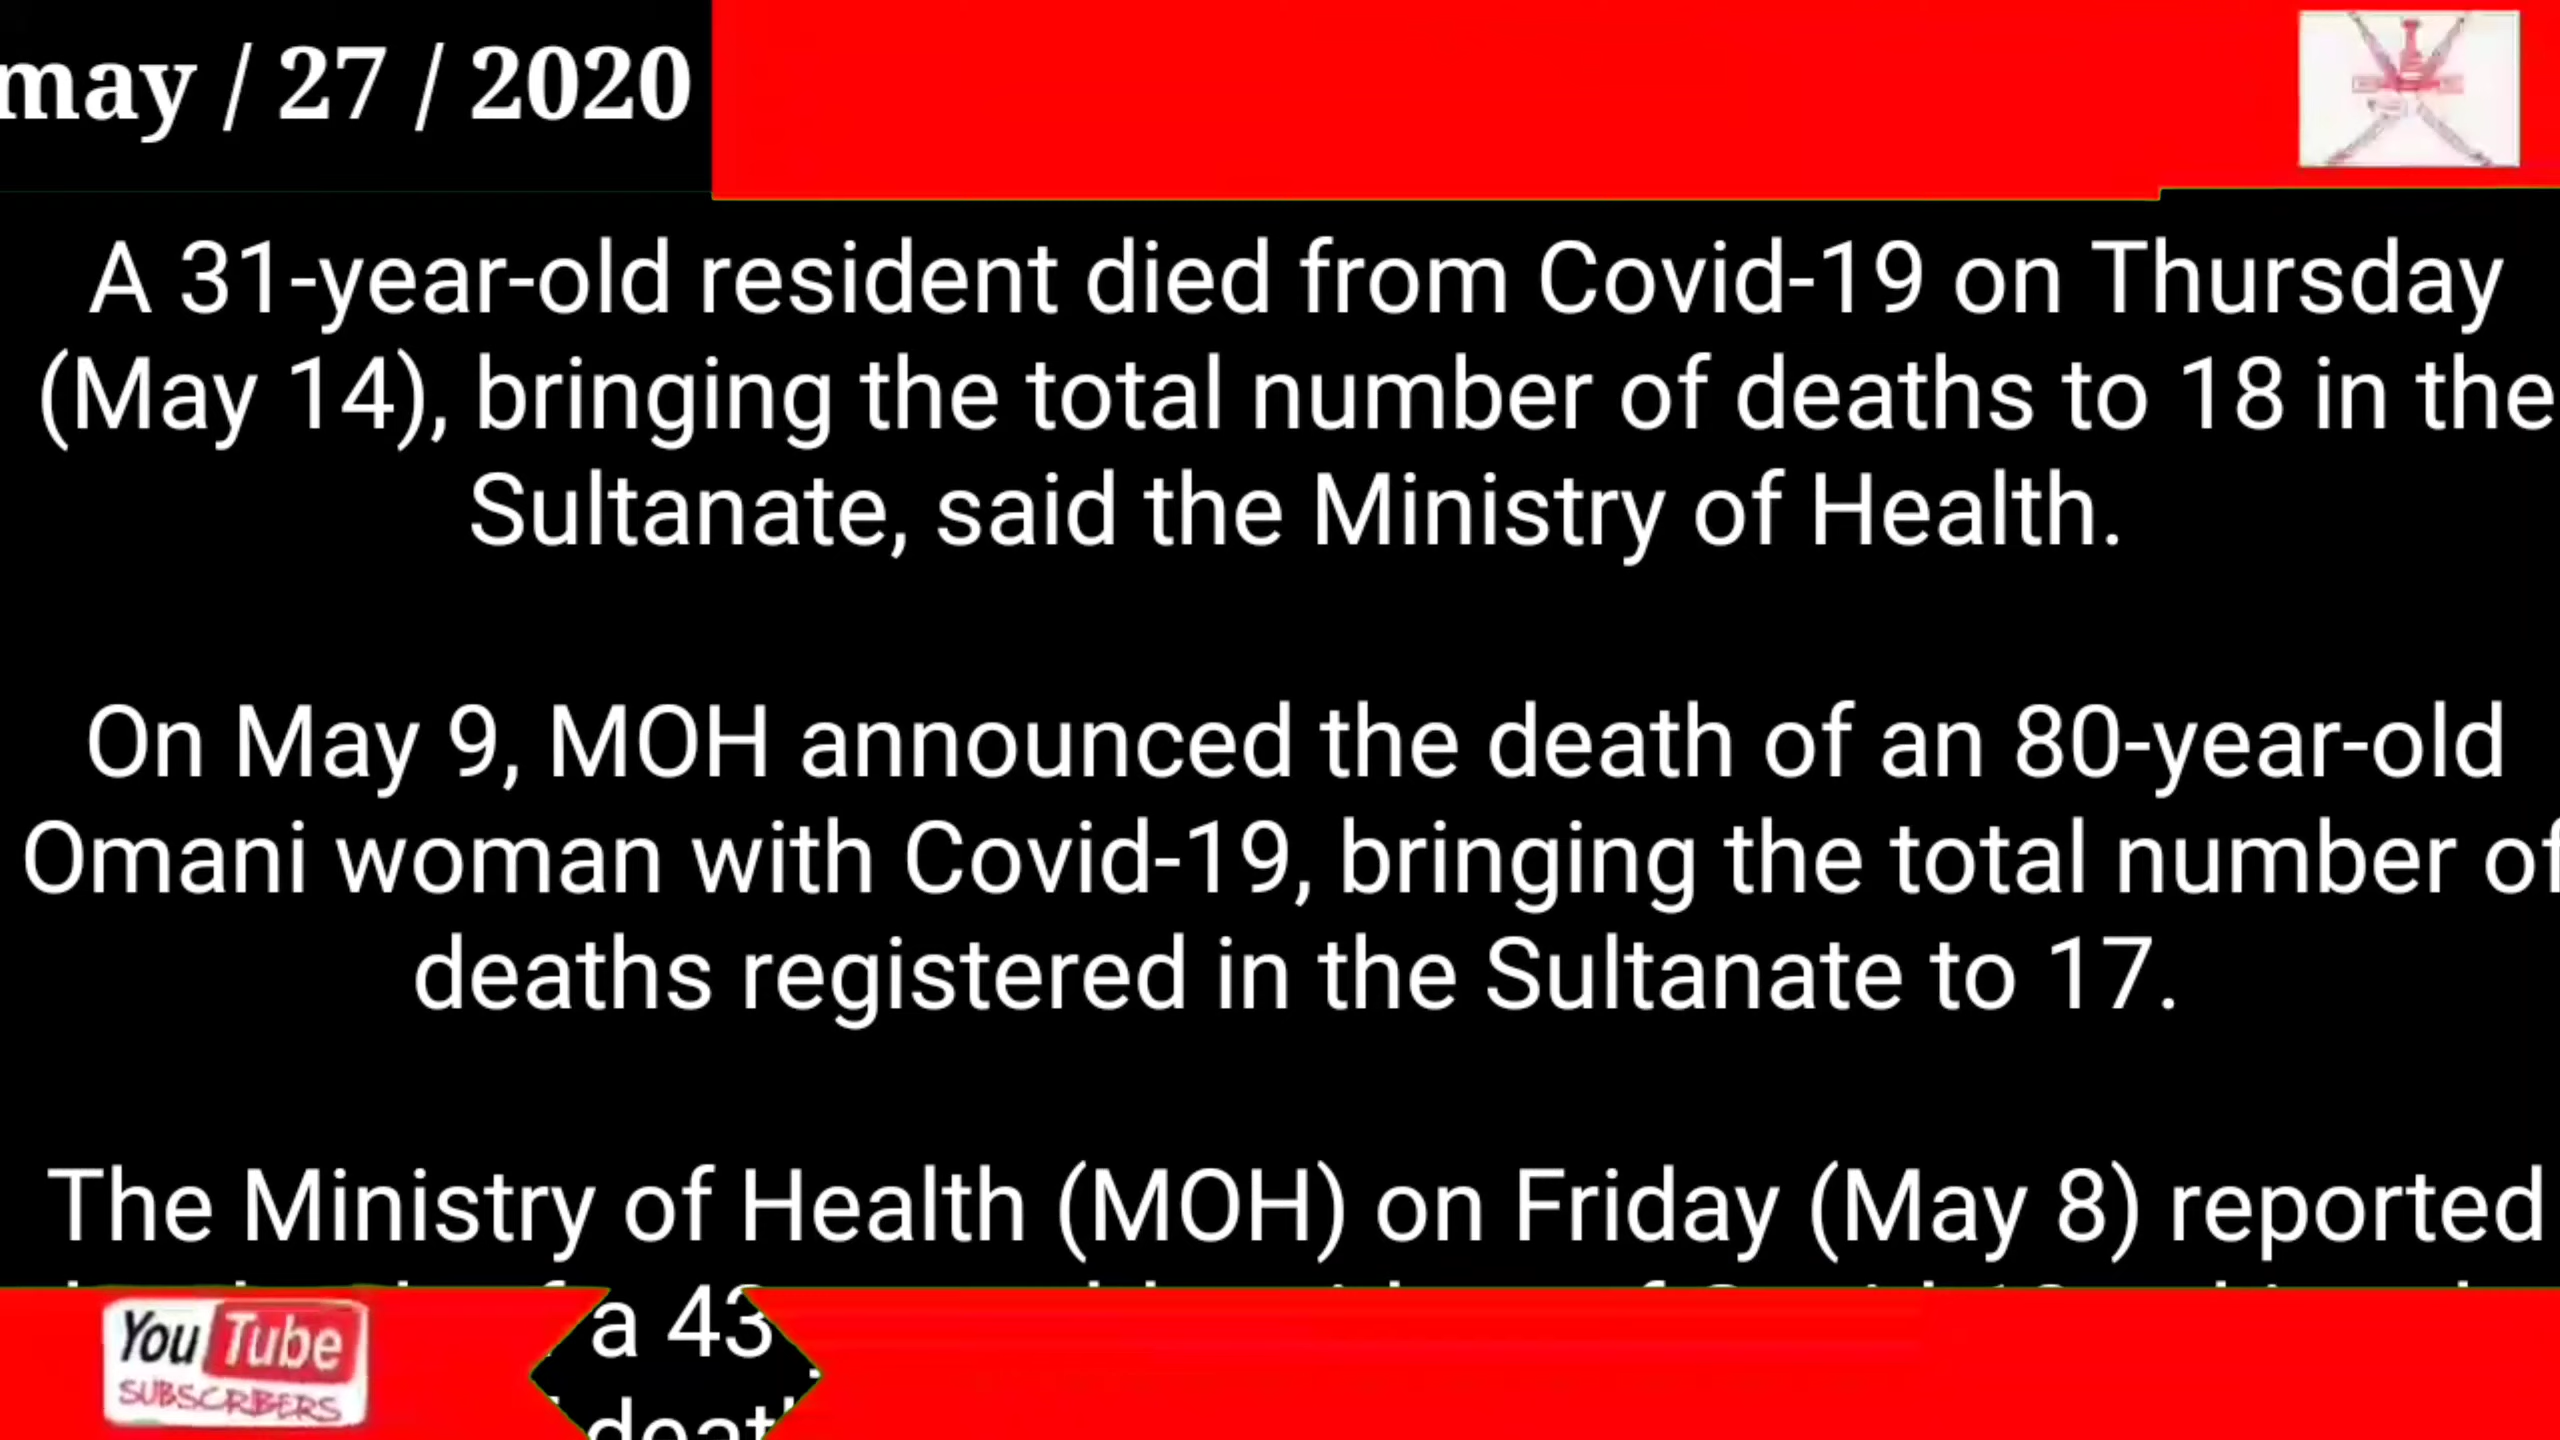 may / 27 / 2020
A 31-year-old resident died from Covid-19 on Thursday
(May 14), bringing the total number of deaths to 18 in the
Sultanate, said the Ministry of Health.
On May 9, MOH announced the death of an 80-year-old
Omani woman with Covid-19, bringing the total number of
deaths registered in the Sultanate to 17.
The Ministry of Health (MOH) on Friday (May 8) reported
a 43
You Tube
SUBSCRIBERS